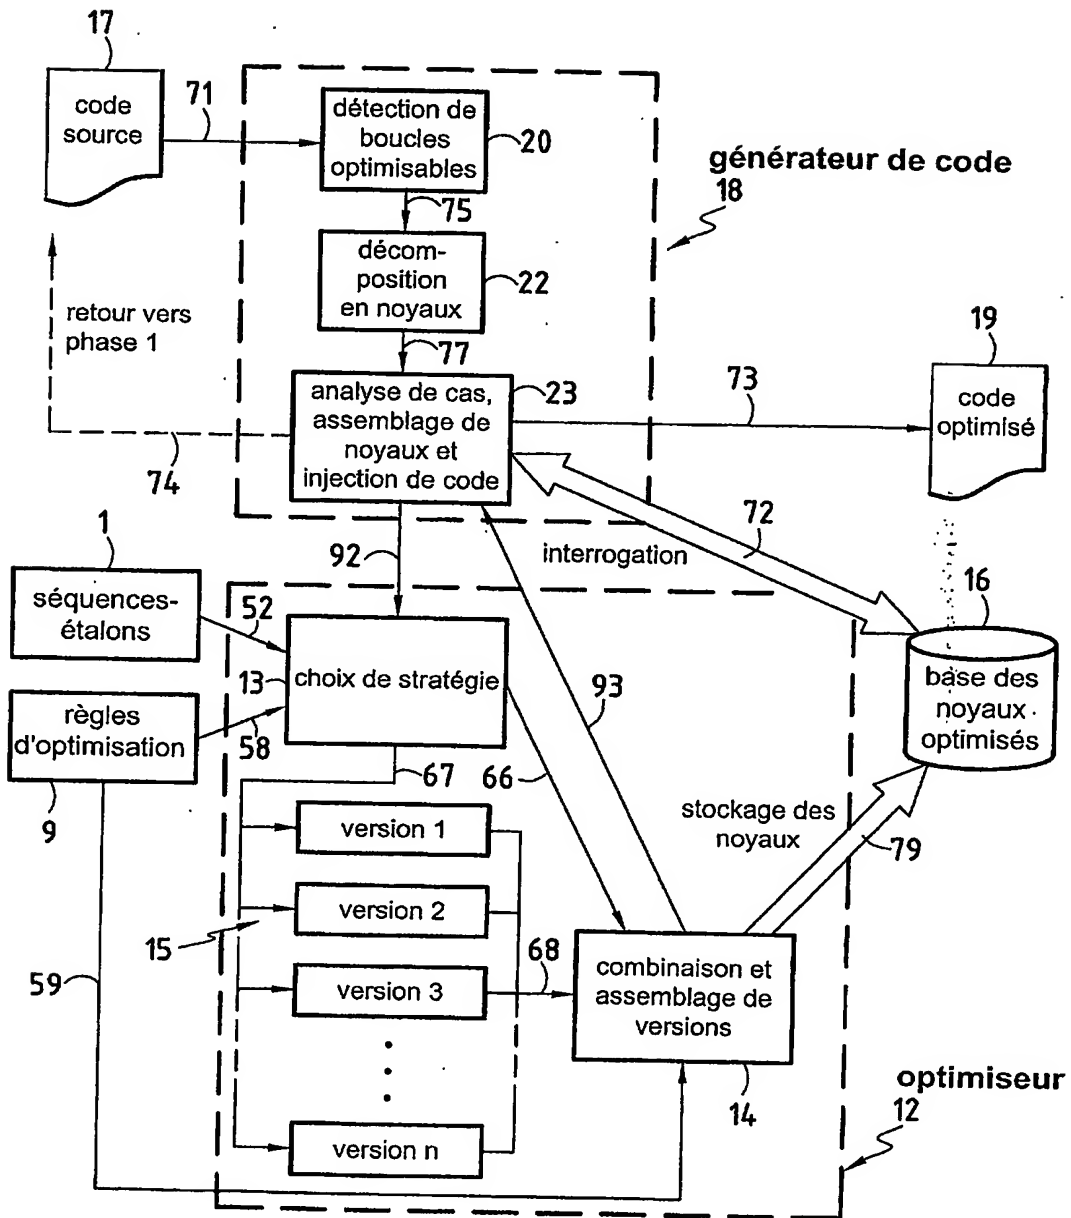 17
code
source
71
détection de
boucles
optimisables
20
générateur de code
18
75
décom-
position
en noyaux
22
retour vers
phase 1
77
19
analyse de cas,
assemblage de
noyaux et
injection de code
23
73
code
optimisé
74
1
92
interrogation
72
séquences-
étalons
52
16
choix de stratégie
13
93
base des
noyaux
optimisés
règles
d'optimisation
58
9
67
66
stockage des
noyaux
79
version 1
version 2
15
68
59
version 3
combinaison et
assemblage de
versions
14
optimiseur
12
version n